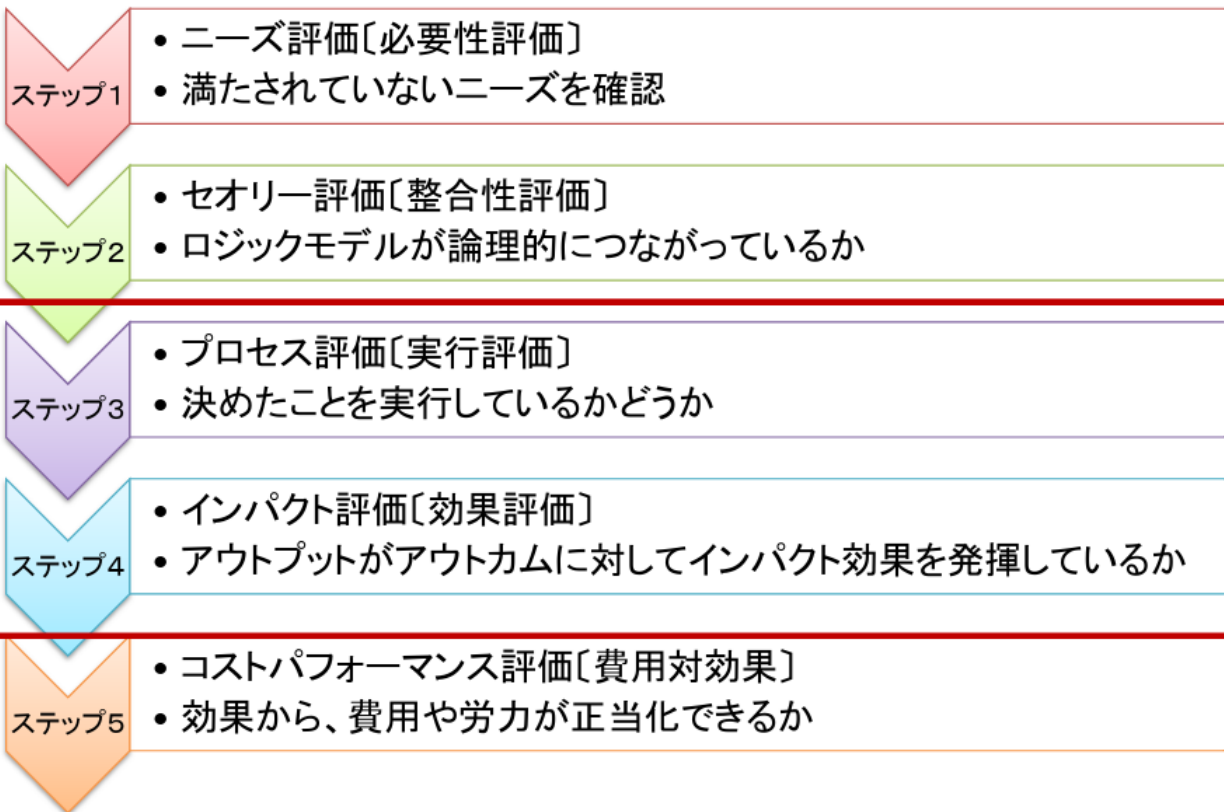 ステップ1
• ニーズ評価〔必要性評価〕
• 満たされていないニーズを確認
ステップ2
• セオリー評価〔整合性評価〕
• ロジックモデルが論理的につながっているか
ステップ3
• プロセス評価〔実行評価〕
• 決めたことを実行しているかどうか
ステップ4
• インパクト評価〔効果評価〕
• アウトプットがアウトカムに対してインパクト効果を発揮しているか
ステップ5
• コストパフォーマンス評価〔費用対効果〕
• 効果から、費用や労力が正当化できるか